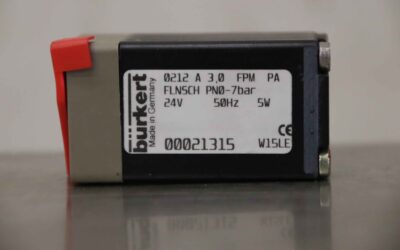 0212 A 3,0 FPM PA
FLNSCH PN0-7bar
24V 50Hz 5W
00021315 W15LE
CE
bürkert
Made in Germany